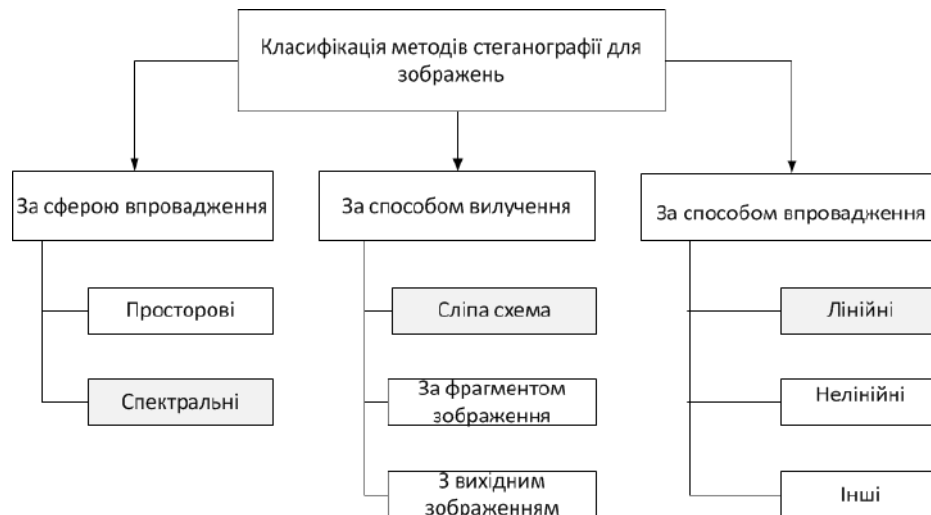 Класифікація методів стеганографії для
зображень
За сферою впровадження
За способом вилучення
За способом впровадження
Просторові
Сліпа схема
Лінійні
Спектральні
За фрагментом
зображення
Нелінійні
З вихідним
зображенням
Інші